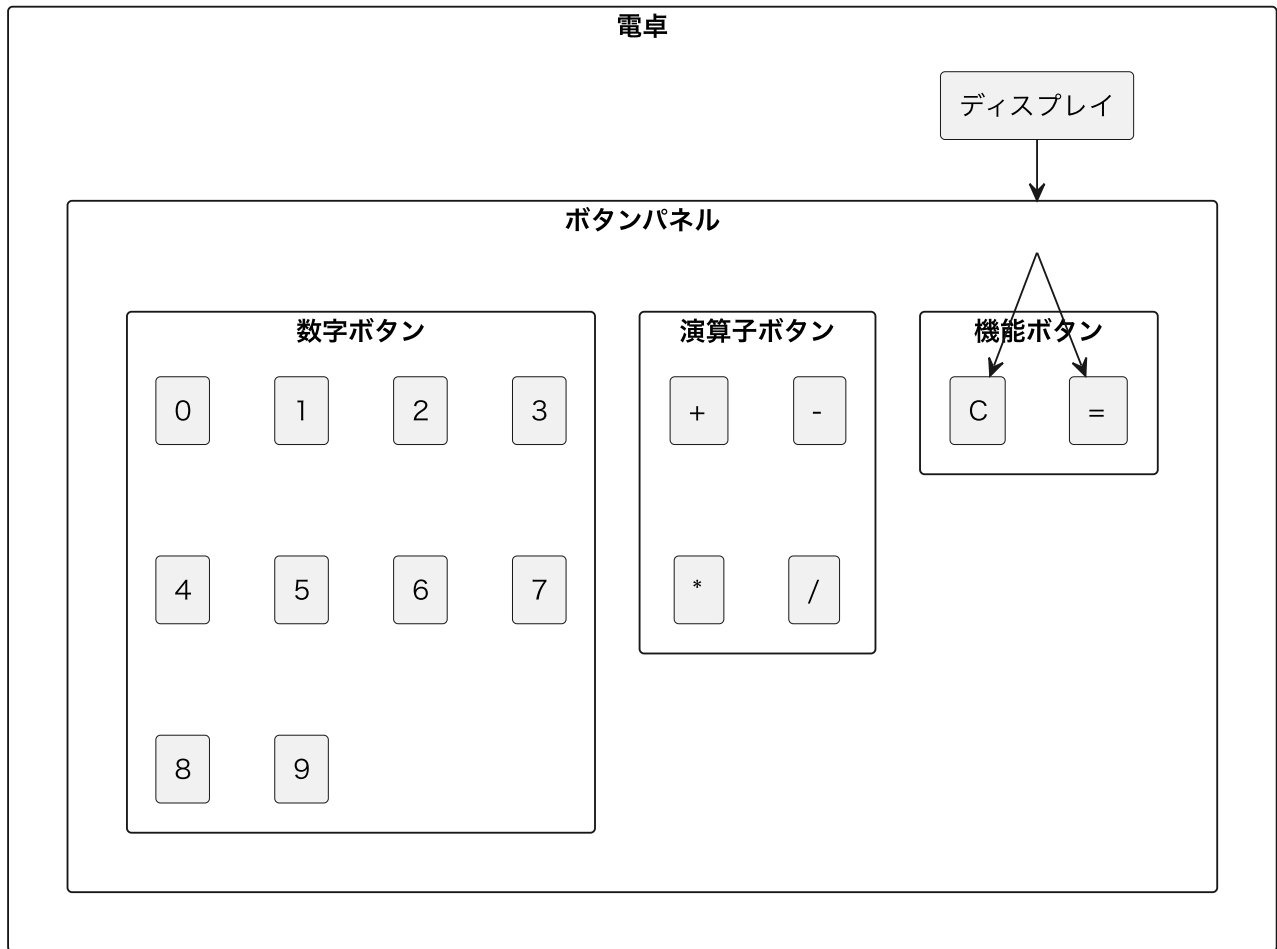 電卓
ディスプレイ
ボタンパネル
数字ボタン 演算子ボタン 機能ボタン
0 1 2 3 + - C =
4 5 6 7 * /
8 9